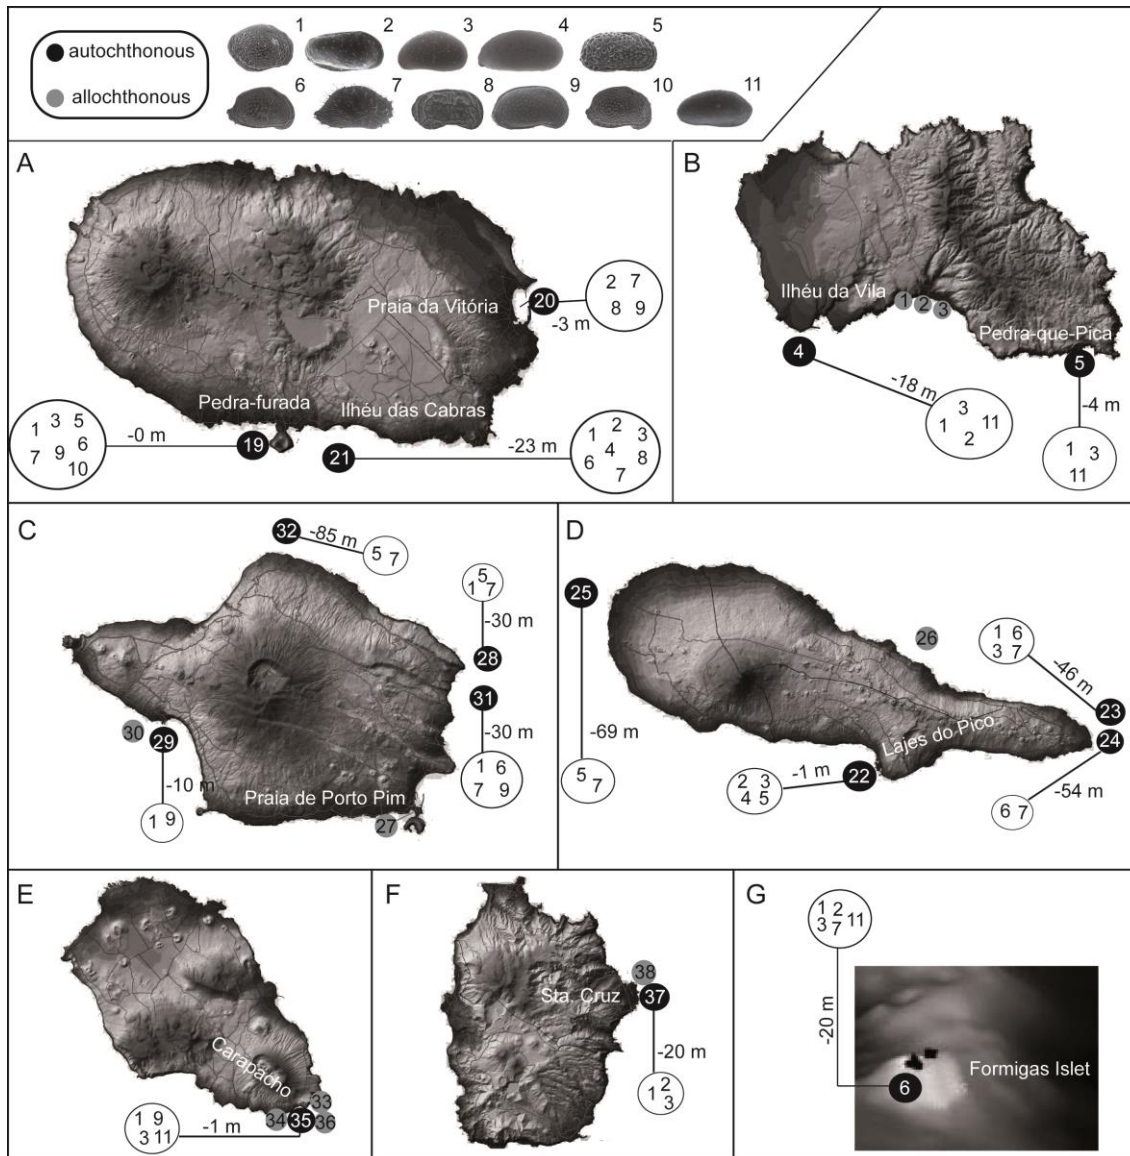 1 2 3 4 5
autochthonous
allochthonous
6 7 8 9 10 11
A
Praia da Vitória
20
-3 m
2 7
8 9
Pedra-furada
Ilhéu das Cabras
1 3 5
7 9 6
10
-0 m
19
21
-23 m
1 2 3
6 4 8
7
B
Ilhéu da Vila
1 2 3
Pedra-que-Pica
4
5
-18 m
-4 m
3
1 11
2
1 3
11
C
32
-85 m
5 7
5
1 7
-30 m
28
31
-30 m
1 6
7 9
30
29
-10 m
1 9
Praia de Porto Pim
27
D
25
-69 m
5 7
26
1 6
3 7
-46 m
23
24
Lajes do Pico
2 3
4 5
-1 m
22
-54 m
6 7
E
Carapacho
33
34 35 36
1 9
3 11
-1 m
F
38
Sta. Cruz
37
-20 m
1 2
3
G
1 2
3 7 11
-20 m
Formigas Islet
6